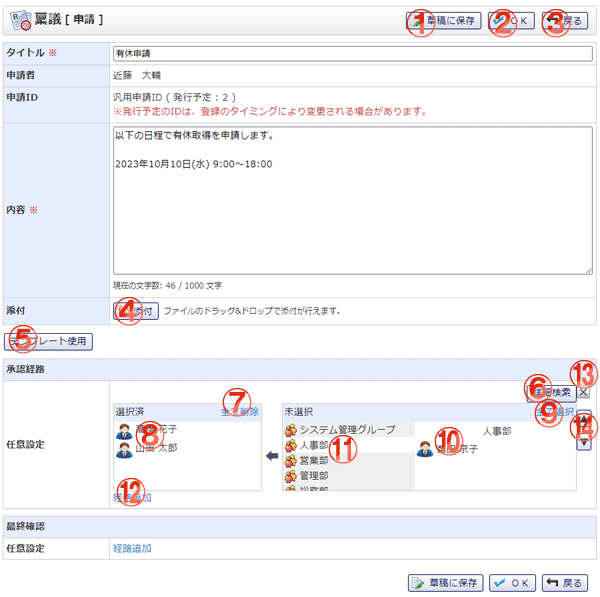 稟議 [ 申請 ]
① 草稿に保存 ② OK ③ 戻る
タイトル ※ 有休申請
申請者 近藤 大輔
申請ID 汎用申請ID ( 発行予定 : 2 )
※発行予定のIDは、登録のタイミングにより変更される場合があります。
内容 ※
以下の日程で有休取得を申請します。
2023年10月10日(水) 9:00～18:00
現在の文字数: 46 / 1000 文字
添付 ④ 添付 ファイルのドラッグ&ドロップで添付が行えます。
⑤ プレート使用
承認経路
⑬
⑥ 検索
任意設定
選択済 ⑦ 全て削除
花子
⑧
山田 太郎
⑫
経路追加
未選択 ⑨ 全て選択
システム管理グループ
人事部
⑪
営業部
管理部
総務部
人事部
⑩ 京子
⑭
最終確認
任意設定 経路追加
草稿に保存 OK 戻る